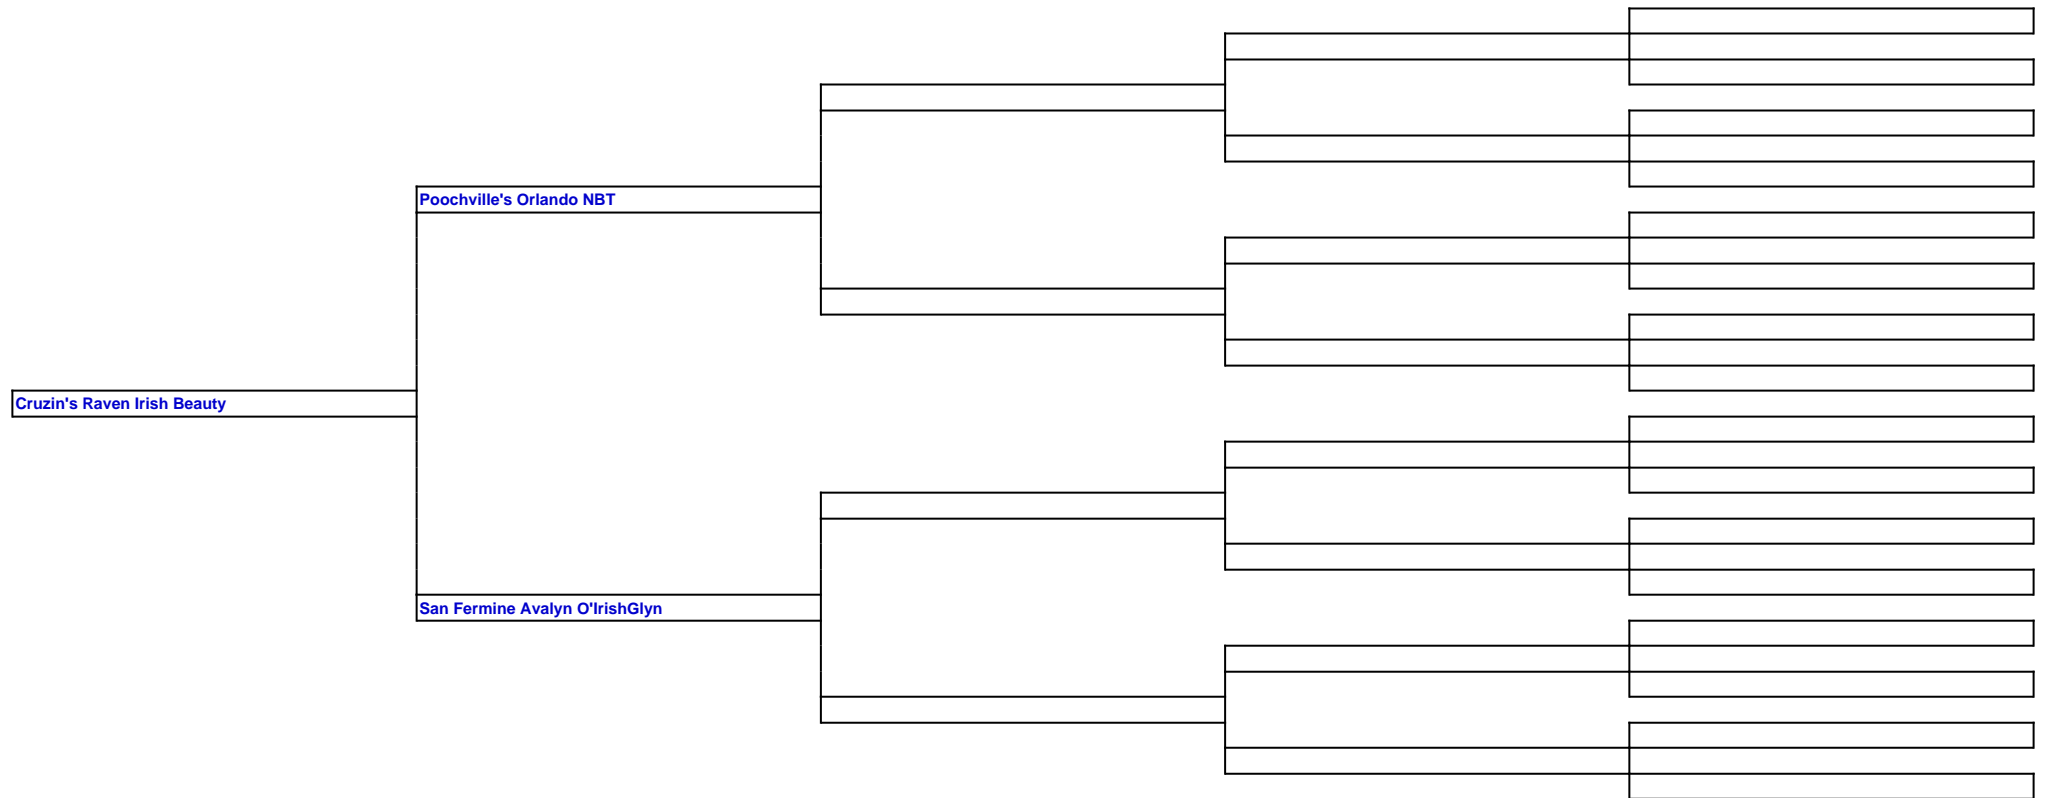 Poochville's Orlando NBT
Cruzin's Raven Irish Beauty
San Fermine Avalyn O'IrishGlyn